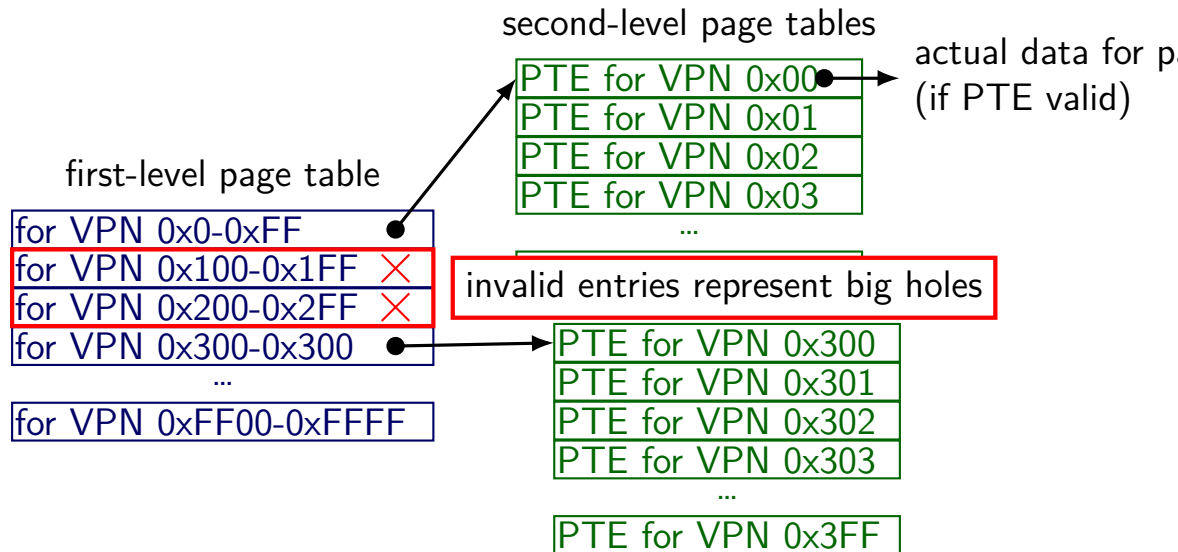 second-level page tables
PTE for VPN 0x00
PTE for VPN 0x01
PTE for VPN 0x02
PTE for VPN 0x03
...
actual data for
(if PTE valid)
first-level page table
for VPN 0x0-0xFF
for VPN 0x100-0x1FF
for VPN 0x200-0x2FF
for VPN 0x300-0x300
...
for VPN 0xFF00-0xFFFF
invalid entries represent big holes
PTE for VPN 0x300
PTE for VPN 0x301
PTE for VPN 0x302
PTE for VPN 0x303
...
PTE for VPN 0x3FF